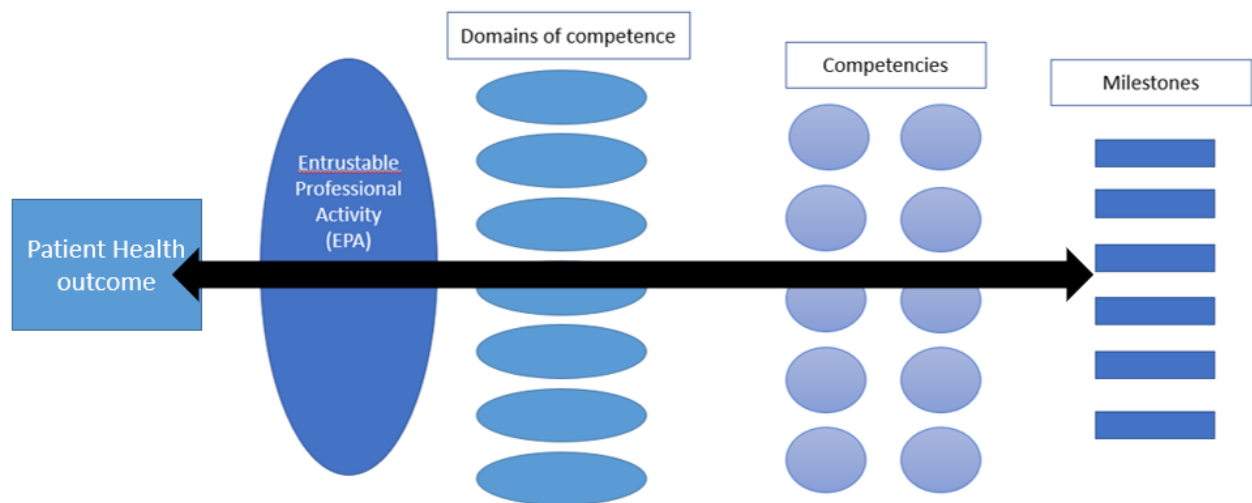 Domains of competence
Competencies
Milestones
Entrustable
Professional
Activity
(EPA)
Patient Health
outcome